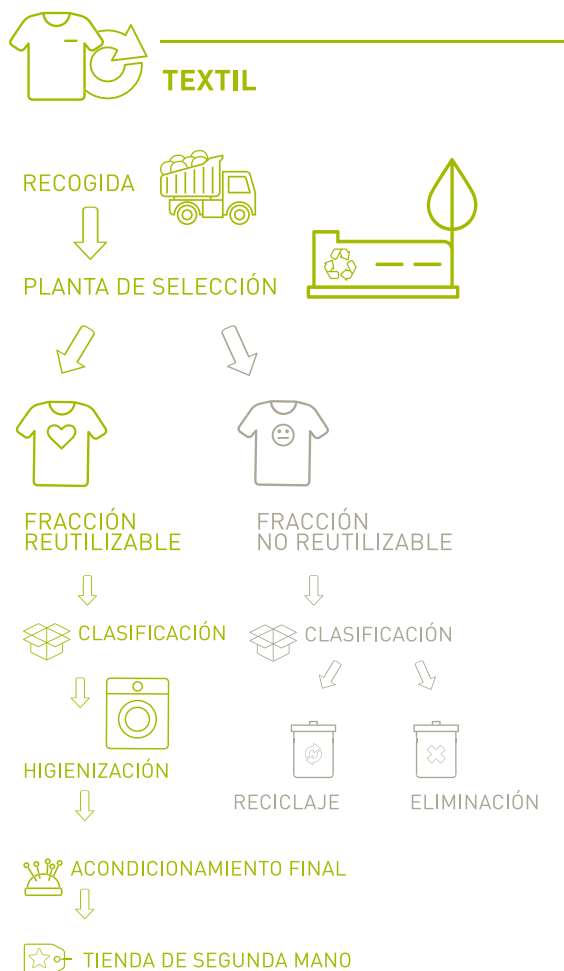 TEXTIL
RECOGIDA
PLANTA DE SELECCIÓN
FRACCIÓN
REUTILIZABLE
FRACCIÓN
NO REUTILIZABLE
CLASIFICACIÓN
CLASIFICACIÓN
HIGIENIZACIÓN
RECICLAJE
ELIMINACIÓN
ACONDICIONAMIENTO FINAL
TIENDA DE SEGUNDA MANO